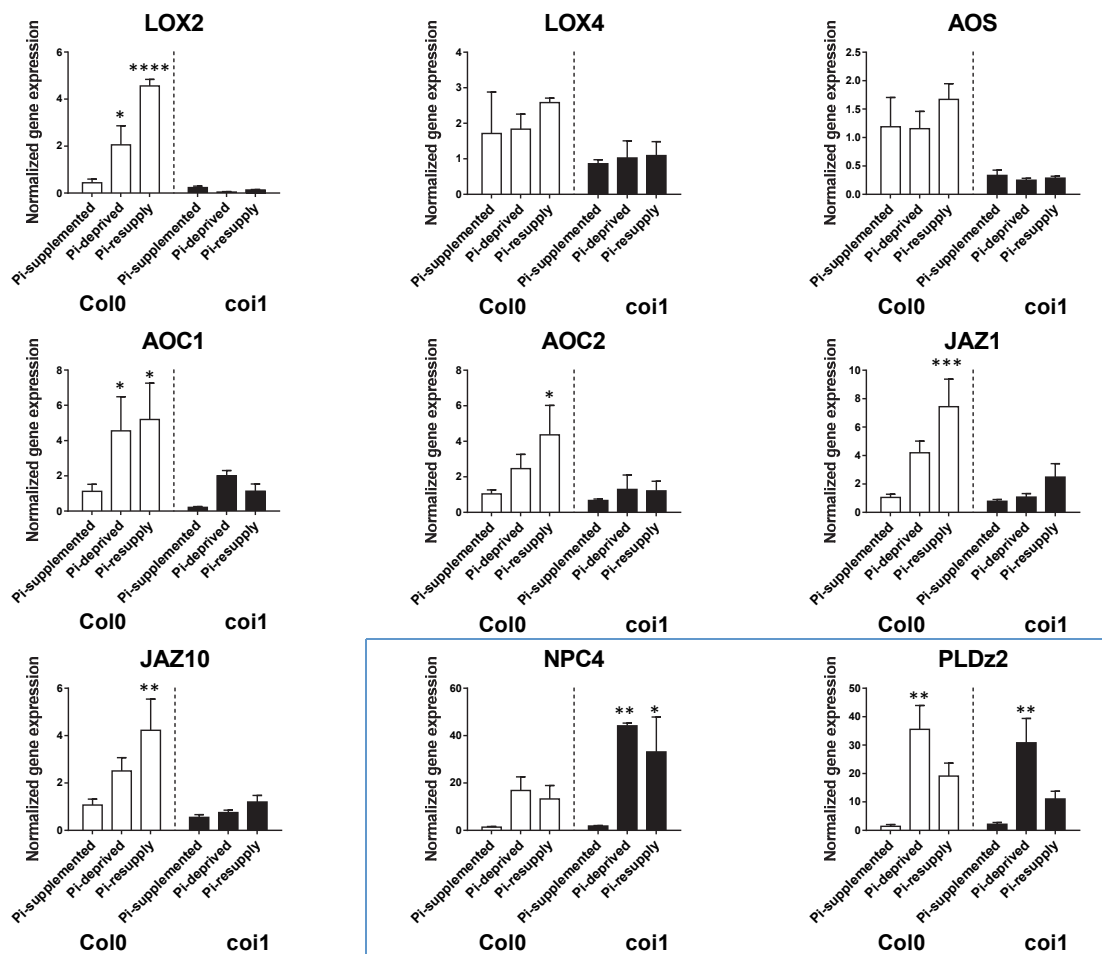 LOX2
Normalized gene expression
6
4
2
0
* ****
Pi-supplemented
Pi-deprived
Pi-resupply
Pi-supplemented
Pi-deprived
Pi-resupply
Col0 coi1
LOX4
Normalized gene expression
4
3
2
1
0
Pi-supplemented
Pi-deprived
Pi-resupply
Pi-supplemented
Pi-deprived
Pi-resupply
Col0 coi1
AOS
Normalized gene expression
2.5
2.0
1.5
1.0
0.5
0.0
Pi-supplemented
Pi-deprived
Pi-resupply
Pi-supplemented
Pi-deprived
Pi-resupply
Col0 coi1
AOC1
Normalized gene expression
8
6
4
2
0
* *
Pi-supplemented
Pi-deprived
Pi-resupply
Pi-supplemented
Pi-deprived
Pi-resupply
Col0 coi1
AOC2
Normalized gene expression
8
6
4
2
0
*
Pi-supplemented
Pi-deprived
Pi-resupply
Pi-supplemented
Pi-deprived
Pi-resupply
Col0 coi1
JAZ1
Normalized gene expression
10
8
6
4
2
0
***
Pi-supplemented
Pi-deprived
Pi-resupply
Pi-supplemented
Pi-deprived
Pi-resupply
Col0 coi1
JAZ10
Normalized gene expression
6
4
2
0
**
Pi-supplemented
Pi-deprived
Pi-resupply
Pi-supplemented
Pi-deprived
Pi-resupply
Col0 coi1
NPC4
Normalized gene expression
60
40
20
0
** *
Pi-supplemented
Pi-deprived
Pi-resupply
Pi-supplemented
Pi-deprived
Pi-resupply
Col0 coi1
PLDz2
Normalized gene expression
50
40
30
20
10
0
** **
Pi-supplemented
Pi-deprived
Pi-resupply
Pi-supplemented
Pi-deprived
Pi-resupply
Col0 coi1